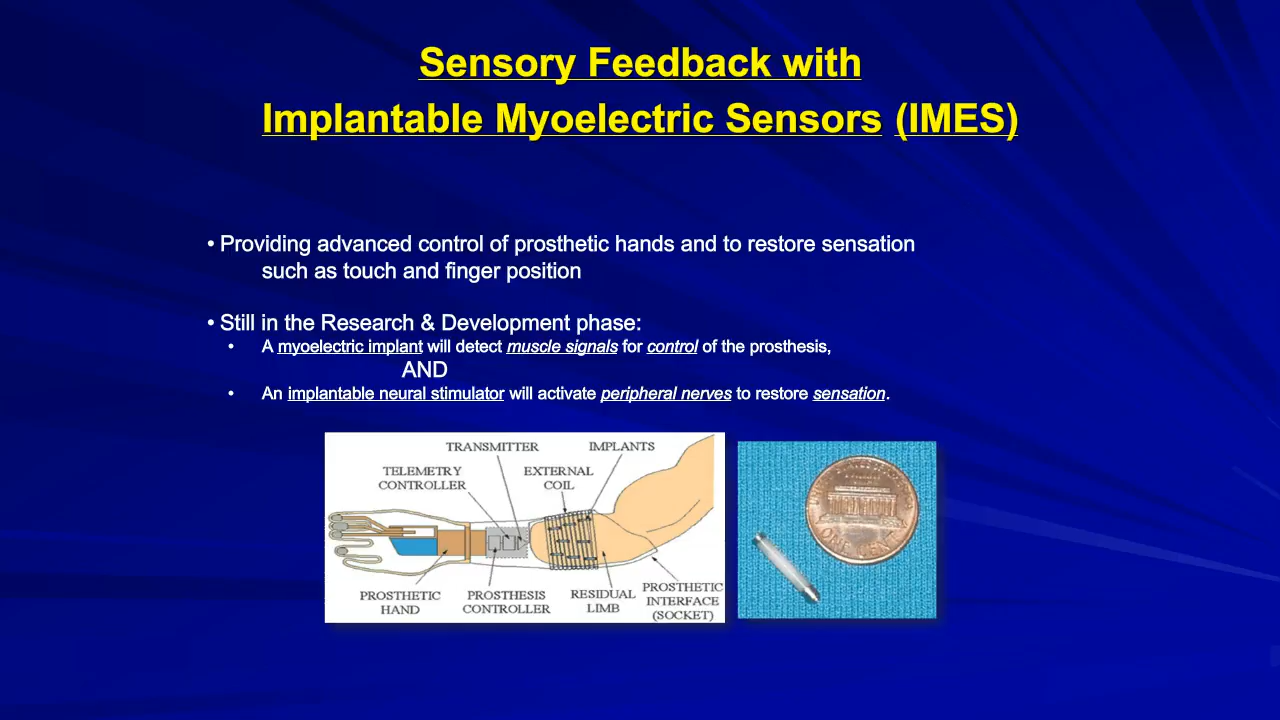 Sensory Feedback with
Implantable Myoelectric Sensors (IMES)
• Providing advanced control of prosthetic hands and to restore sensation
such as touch and finger position
• Still in the Research & Development phase:
• A myoelectric implant will detect muscle signals for control of the prosthesis,
AND
• An implantable neural stimulator will activate peripheral nerves to restore sensation.
TRANSMITTER
IMPLANTS
TELEMETRY
CONTROLLER
EXTERNAL
COIL
PROSTHETIC
HAND
PROSTHESIS
CONTROLLER
RESIDUAL
LIMB
PROSTHETIC
INTERFACE
(SOCKET)
ONE CENT